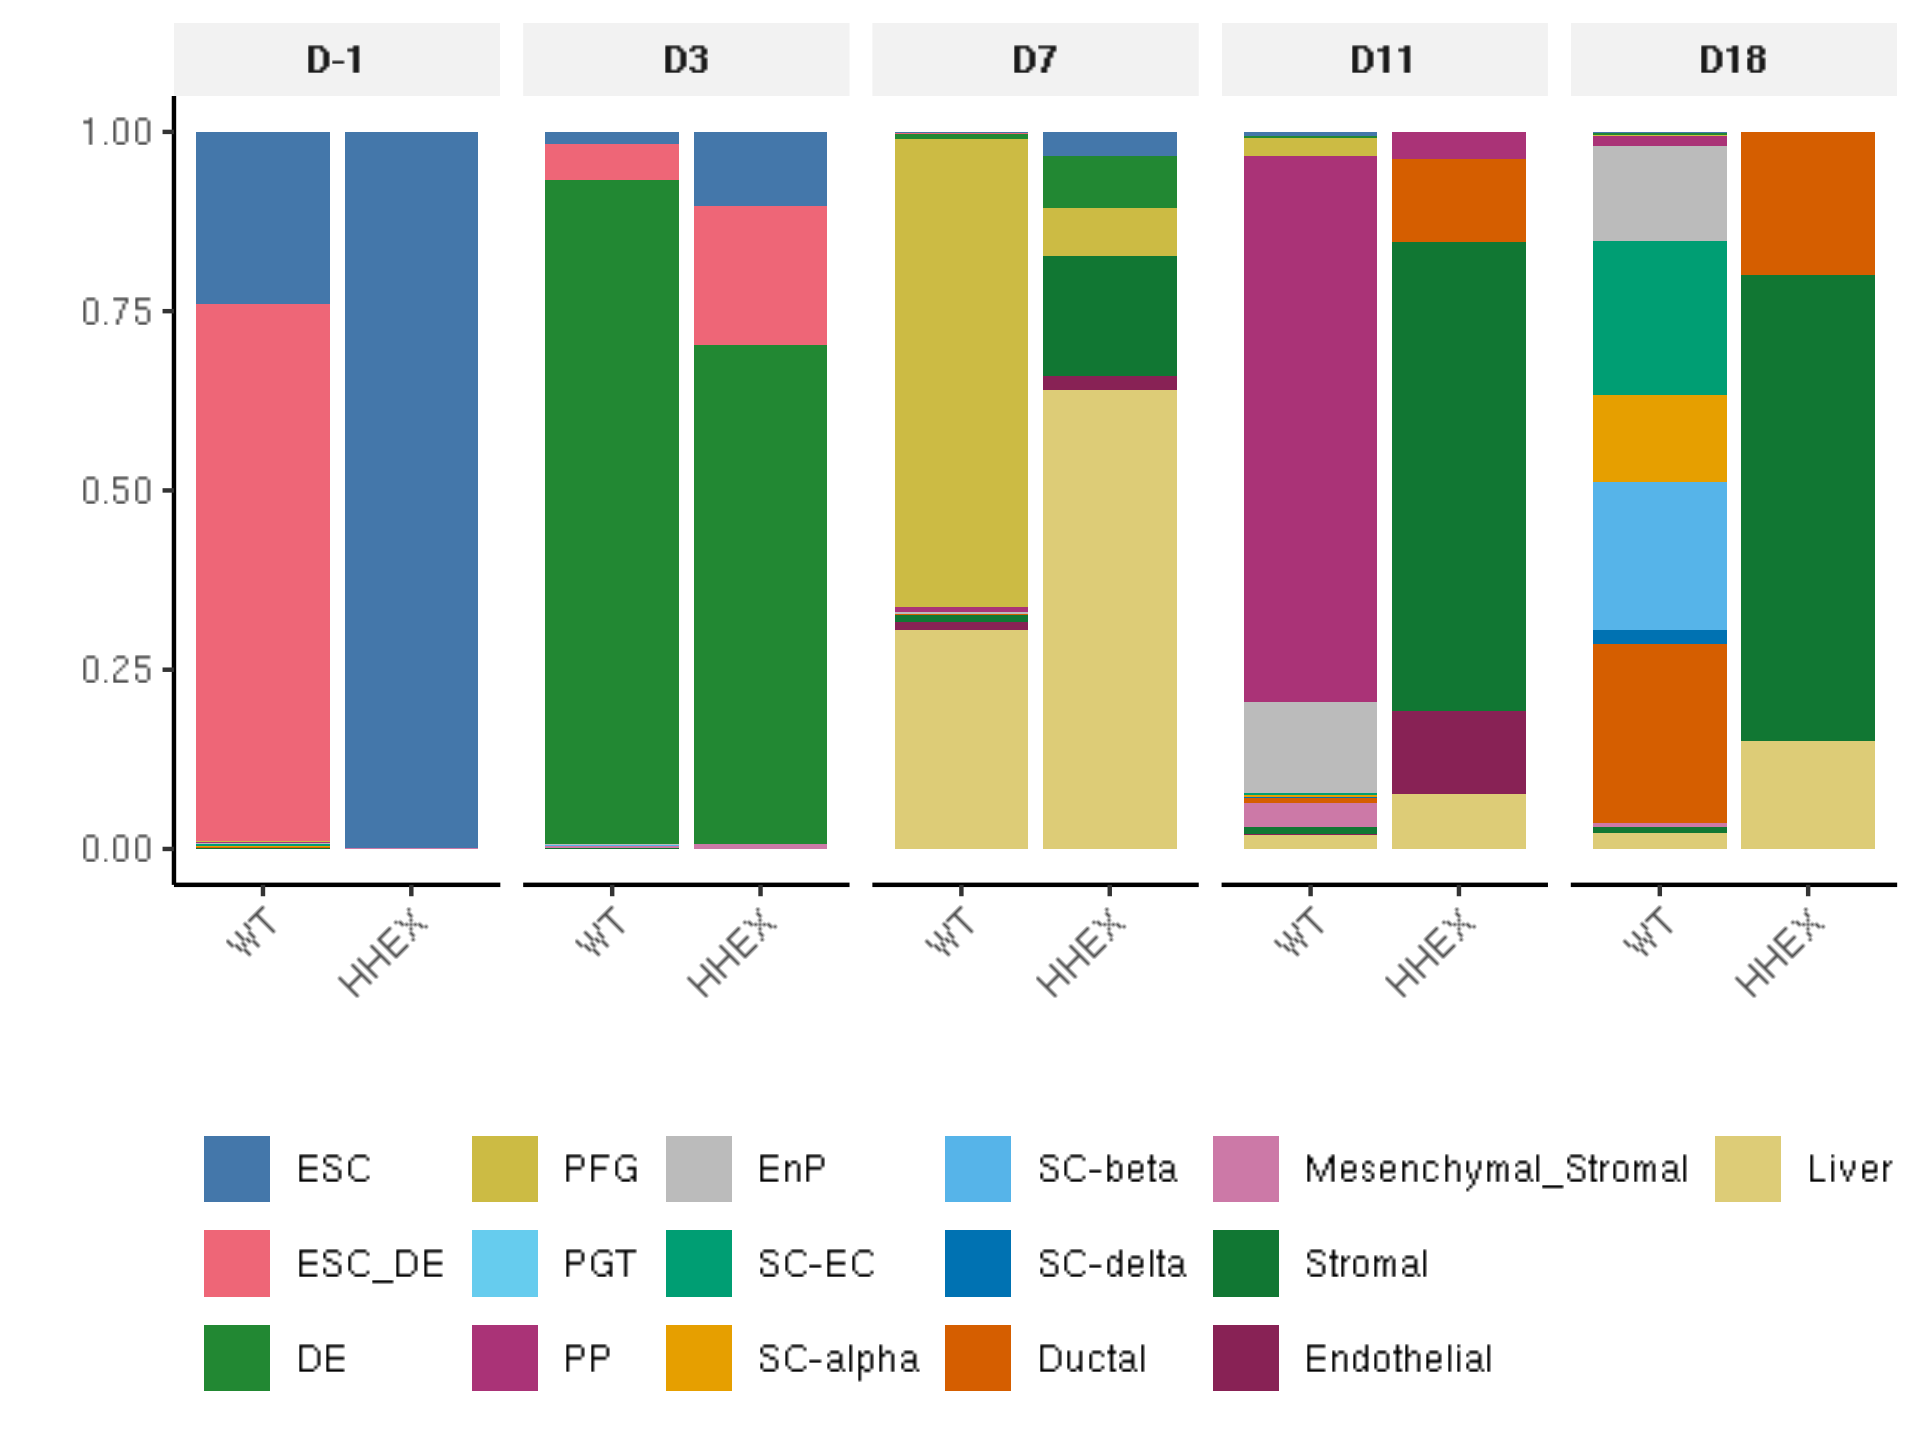 D-1 D3 D7 D11 D18
1.00
0.75
0.50
0.25
0.00
WT HHEX WT HHEX WT HHEX WT HHEX WT HHEX
ESC PFG EnP SC-beta Mesenchymal_Stromal Liver
ESC_DE PGT SC-EC SC-delta Stromal
DE PP SC-alpha Ductal Endothelial